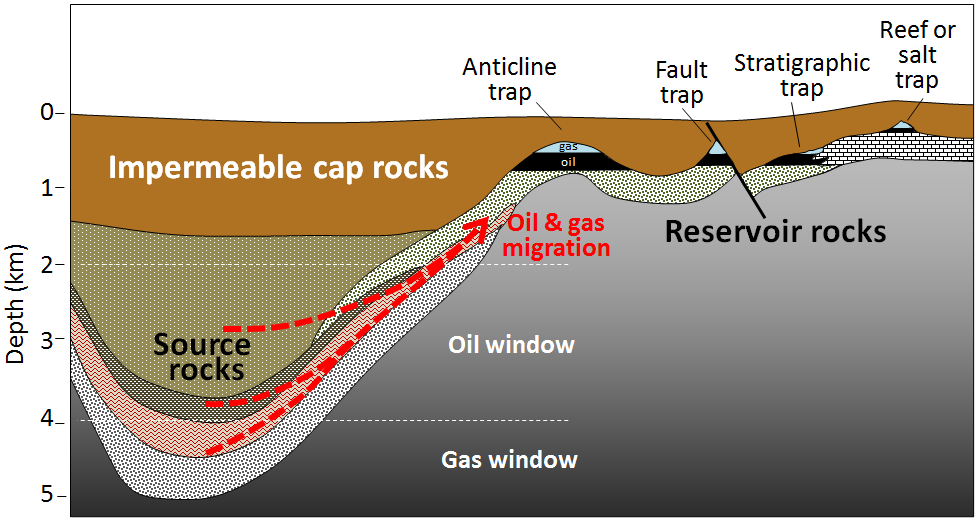 Reef or
salt
trap
Stratigraphic
trap
Fault
trap
Anticline
trap
0
1
2
3
4
5
Depth (km)
gas
oil
Impermeable cap rocks
Oil & gas
migration
Reservoir rocks
Source
rocks
Oil window
Gas window